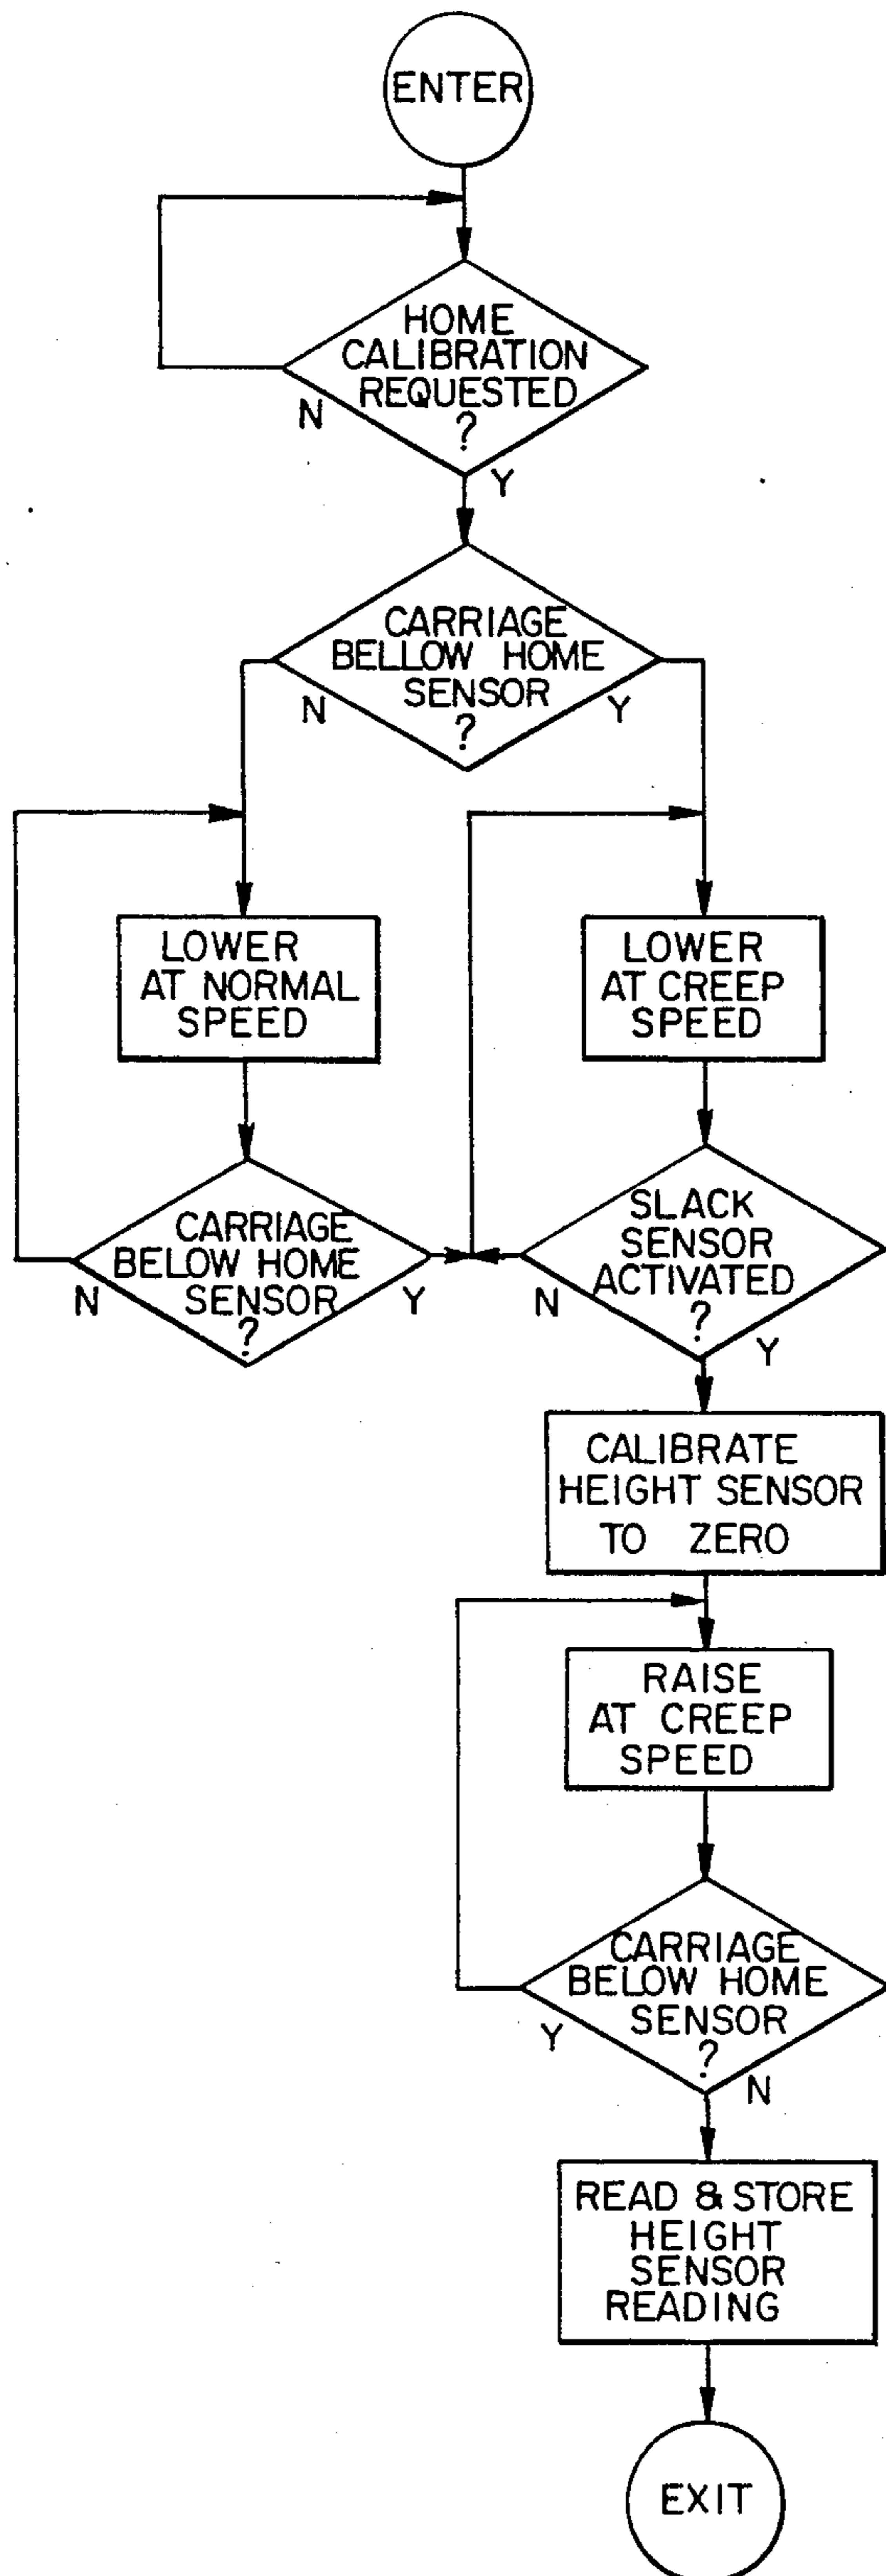 ENTER
HOME
CALIBRATION
REQUESTED
?
N
Y
CARRIAGE
BELLOW HOME
SENSOR
?
N
Y
LOWER
AT NORMAL
SPEED
LOWER
AT CREEP
SPEED
CARRIAGE
BELOW HOME
SENSOR
?
N
Y
SLACK
SENSOR
ACTIVATED
?
N
Y
CALIBRATE
HEIGHT SENSOR
TO ZERO
RAISE
AT CREEP
SPEED
CARRIAGE
BELOW HOME
SENSOR
?
Y
N
READ & STORE
HEIGHT
SENSOR
READING
EXIT